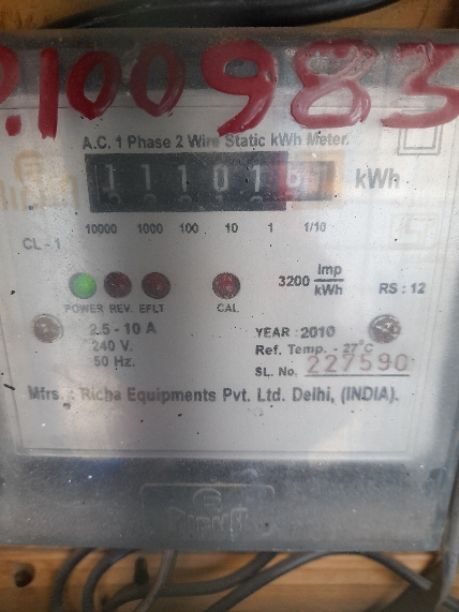 P.100983
A.C. 1 Phase 2 Wire Static kWh Meter.
kWh
CL - 1
10000 1000 100 10 1 1/10
3200 Imp/kWh
RS : 12
POWER REV. EFLT CAL
2.5 - 10 A
240 V.
50 Hz.
YEAR : 2010
Ref. Temp. - 27°C
SL. No. 227590
Mfrs. : Richa Equipments Pvt. Ltd. Delhi, (INDIA).